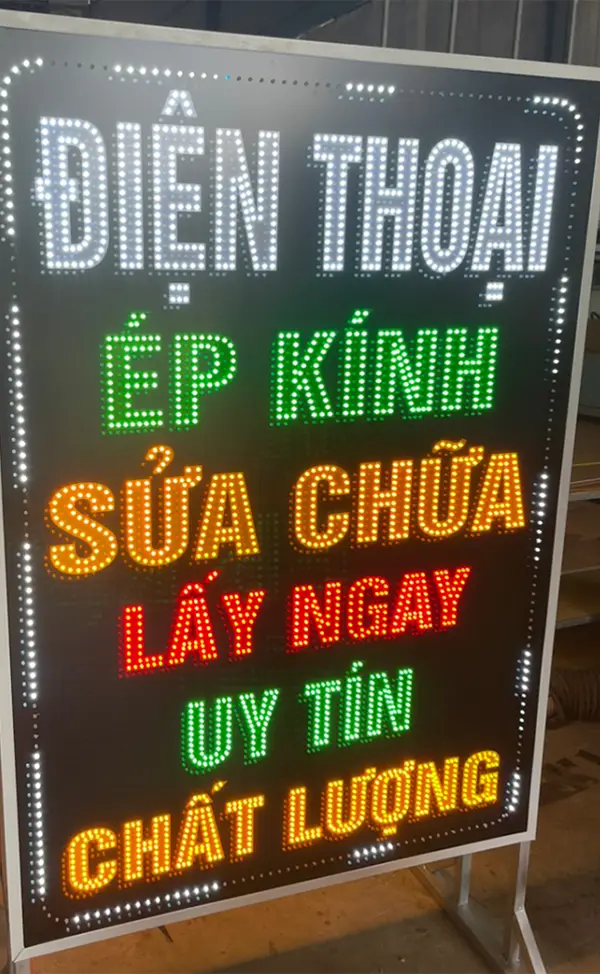 ĐIỆN THOẠI
ÉP KÍNH
SỬA CHỮA
LẤY NGAY
UY TÍN
CHẤT LƯỢNG